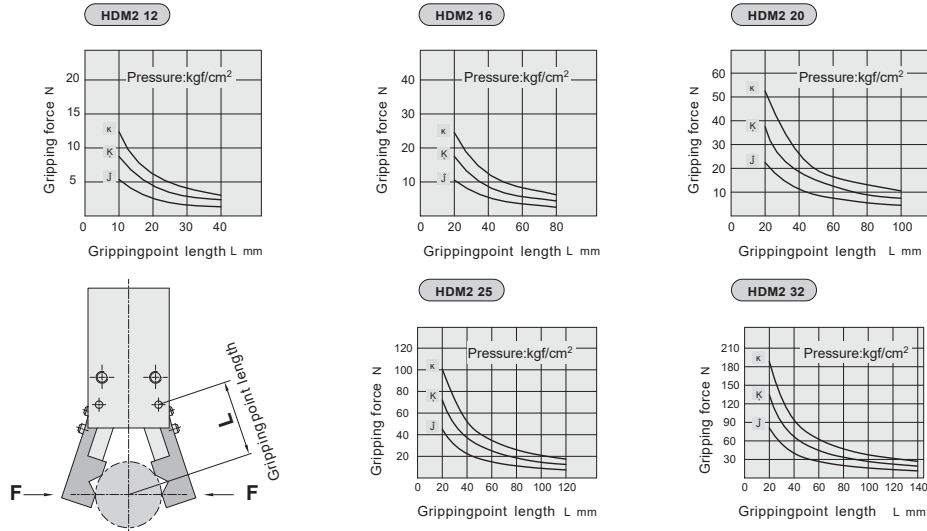 HDM2 12
HDM2 16
HDM2 20
Pressure:kgf/cm2
Gripping force N
20
15
10
5
ĸ
Ķ
Ĵ
0 10 20 30 40
Grippingpoint length L mm
Pressure:kgf/cm2
Gripping force N
40
30
20
10
ĸ
Ķ
Ĵ
0 20 40 60 80
Grippingpoint length L mm
Pressure:kgf/cm2
Gripping force N
60
50
40
30
20
10
ĸ
Ķ
Ĵ
0 20 40 60 80 100
Grippingpoint length L mm
Grippingpoint length
L
F
F
HDM2 25
HDM2 32
Pressure:kgf/cm2
Gripping force N
120
100
80
60
40
20
ĸ
Ķ
Ĵ
0 20 40 60 80 100 120
Grippingpoint length L mm
Pressure:kgf/cm2
Gripping force N
210
180
150
120
90
60
30
ĸ
Ķ
Ĵ
0 20 40 60 80 100 120 140
Grippingpoint length L mm